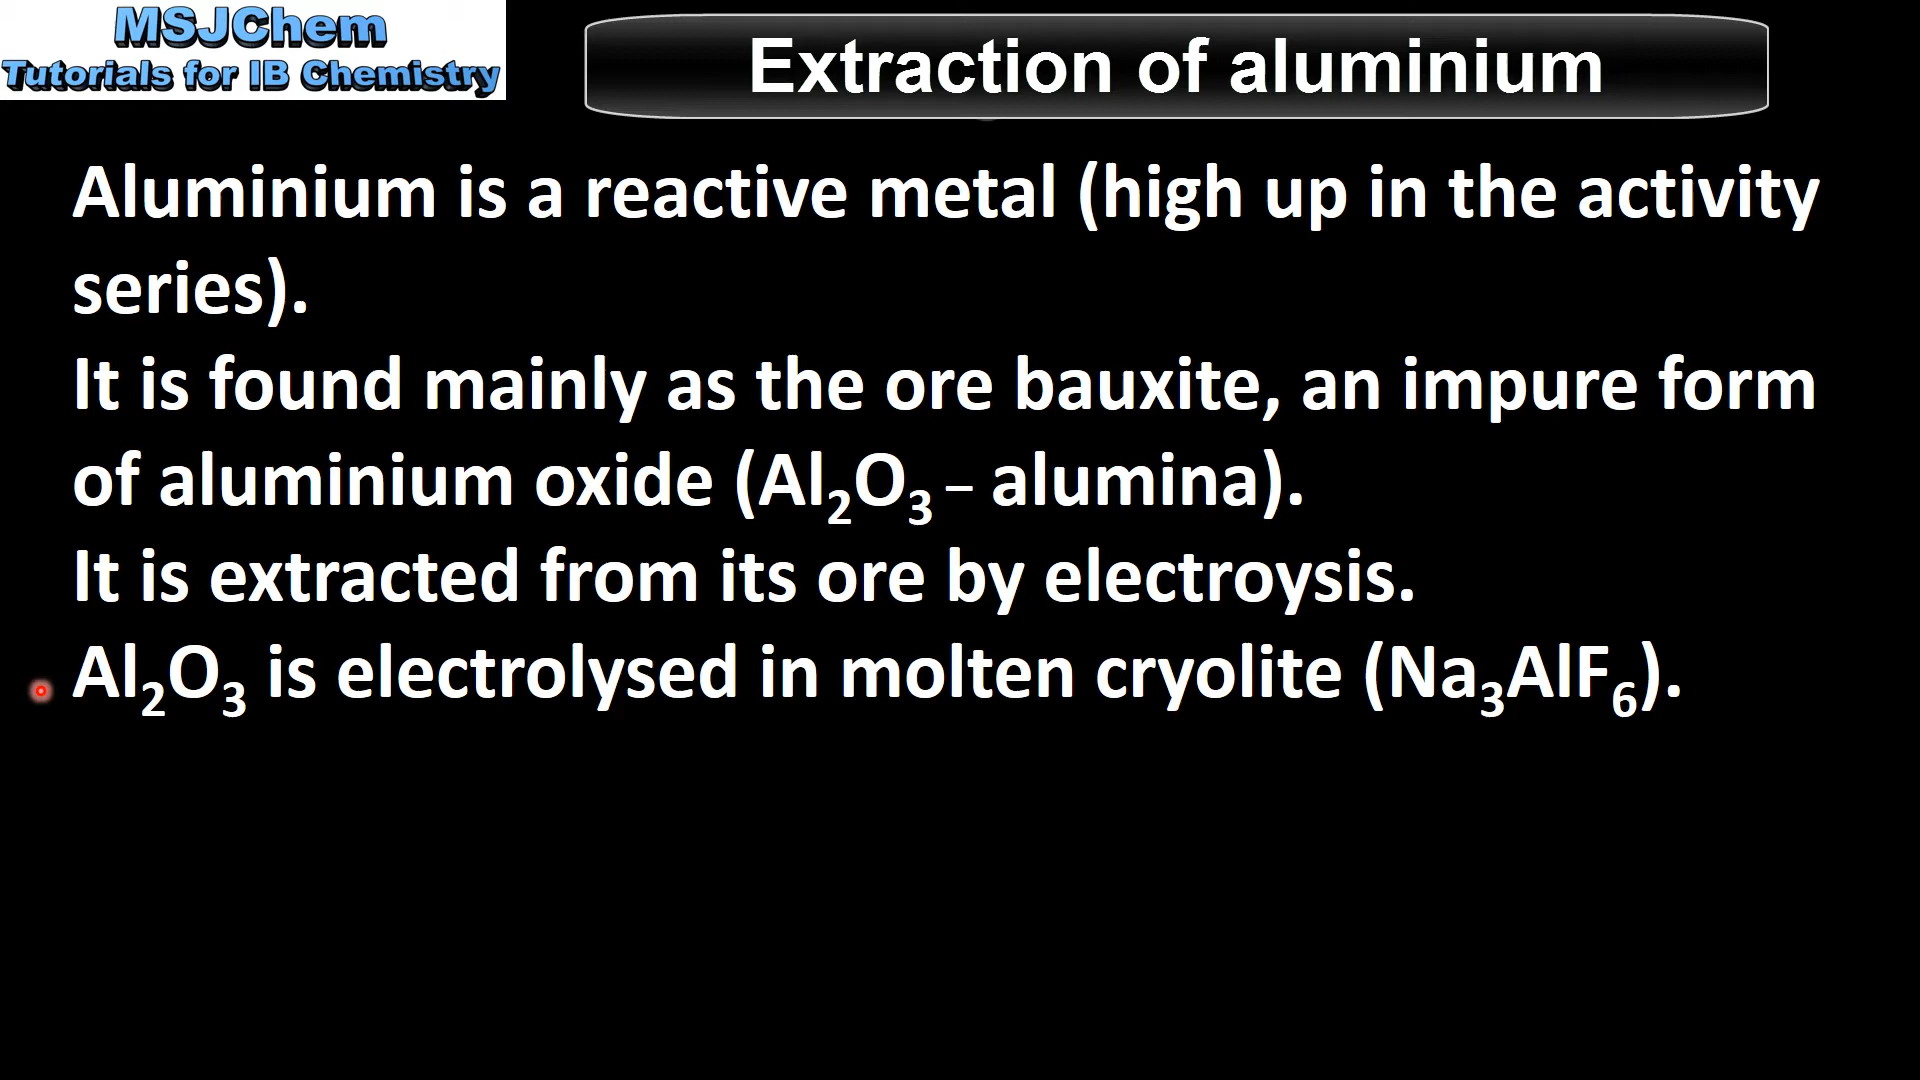 MSJChem
Tutorials for IB Chemistry
Extraction of aluminium
Aluminium is a reactive metal (high up in the activity
series).
It is found mainly as the ore bauxite, an impure form
of aluminium oxide (Al₂O₃ – alumina).
It is extracted from its ore by electroysis.
Al₂O₃ is electrolysed in molten cryolite (Na₃AlF₆).